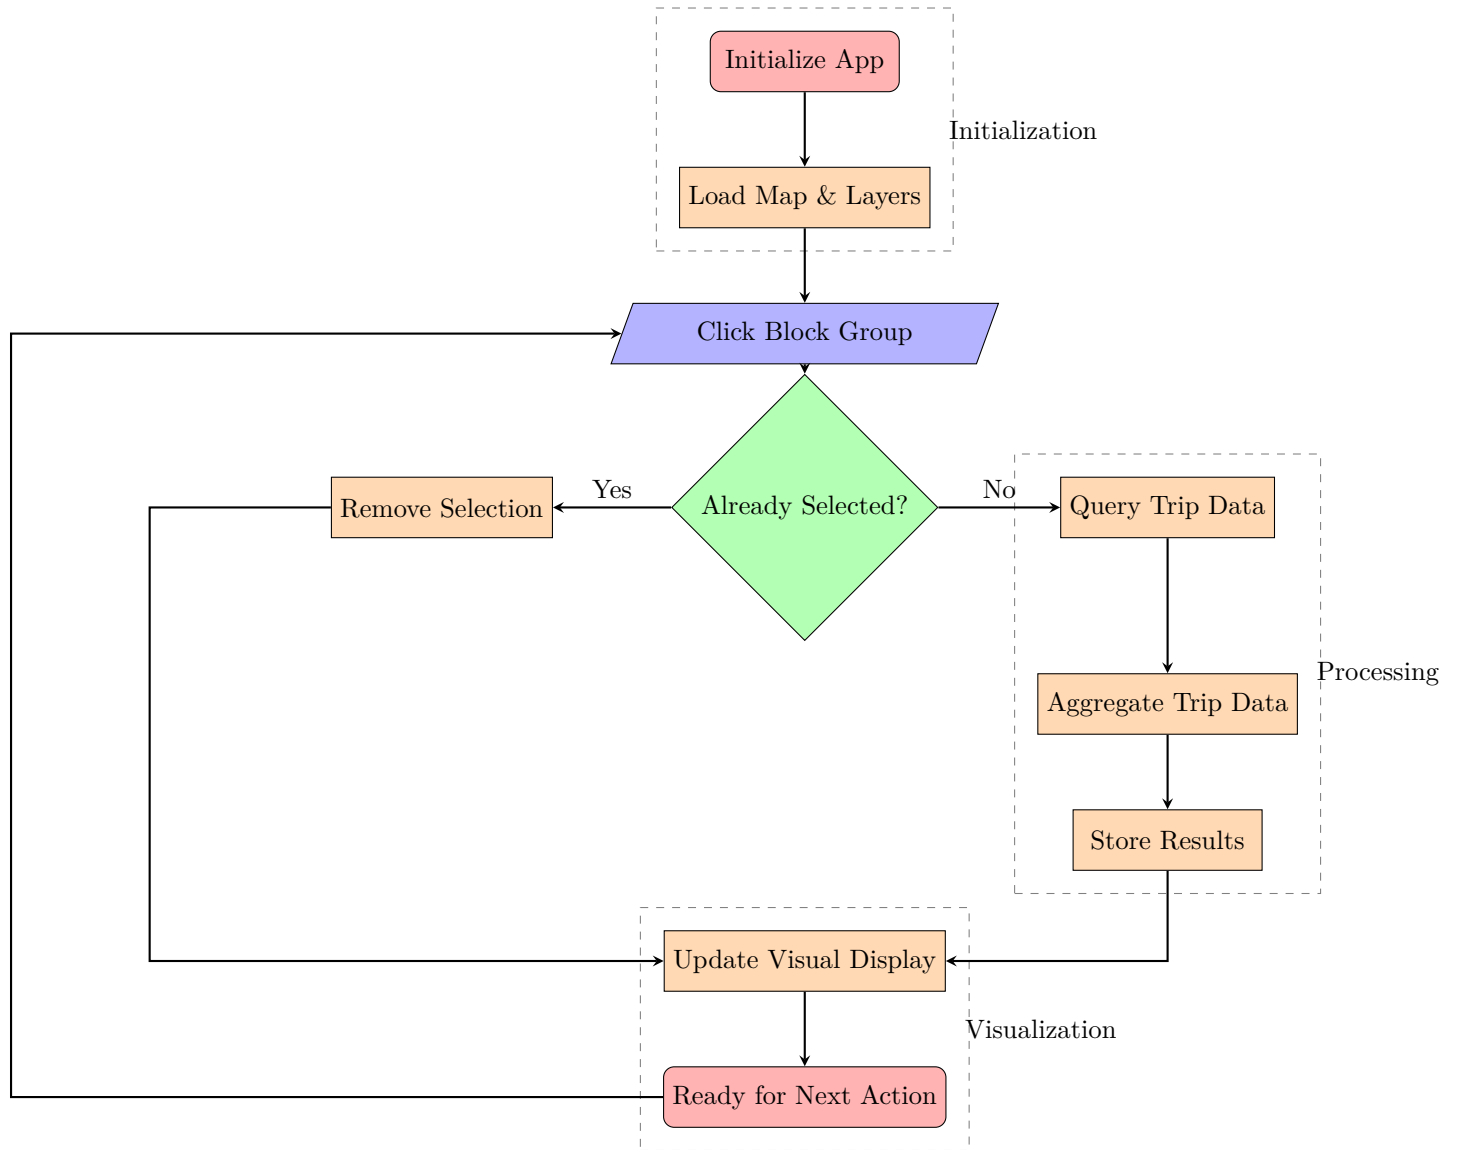 Initialize App
Initialization
Load Map & Layers
Click Block Group
Yes
No
Remove Selection
Already Selected?
Query Trip Data
Processing
Aggregate Trip Data
Store Results
Update Visual Display
Visualization
Ready for Next Action